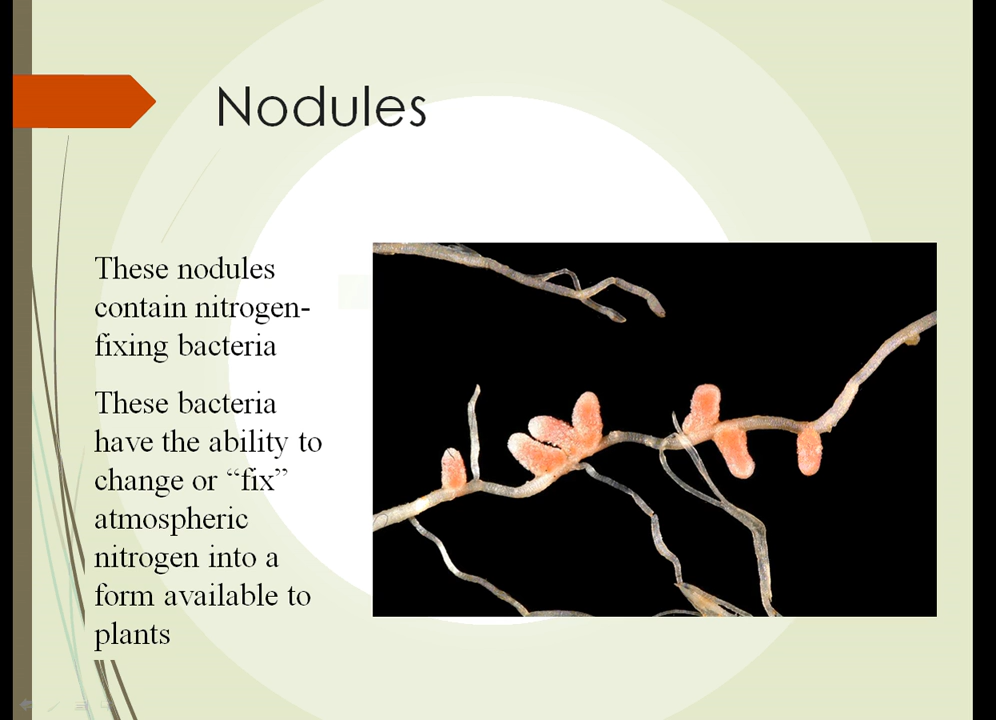 Nodules
These nodules
contain nitrogen-
fixing bacteria
These bacteria
have the ability to
change or “fix”
atmospheric
nitrogen into a
form available to
plants